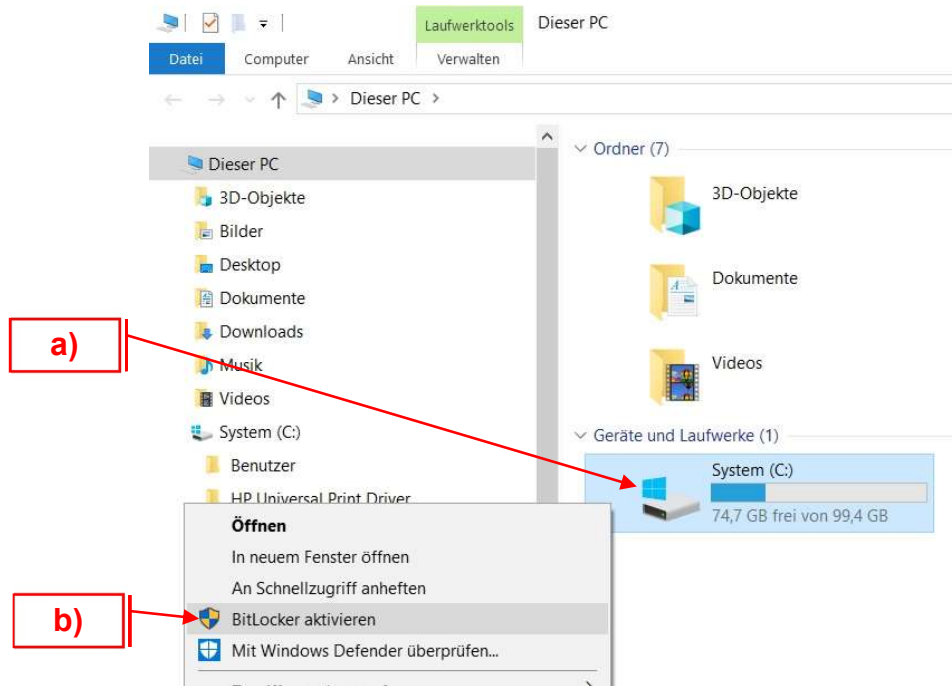 Laufwerktools
Dieser PC
Datei
Computer
Ansicht
Verwalten
Dieser PC
Dieser PC
3D-Objekte
Bilder
Desktop
Dokumente
Downloads
Musik
Videos
System (C:)
Benutzer
HP Universal Print Driver
Ordner (7)
3D-Objekte
Dokumente
Videos
Geräte und Laufwerke (1)
System (C:)
74,7 GB frei von 99,4 GB
a)
Öffnen
In neuem Fenster öffnen
An Schnellzugriff anheften
b)
BitLocker aktivieren
Mit Windows Defender überprüfen...